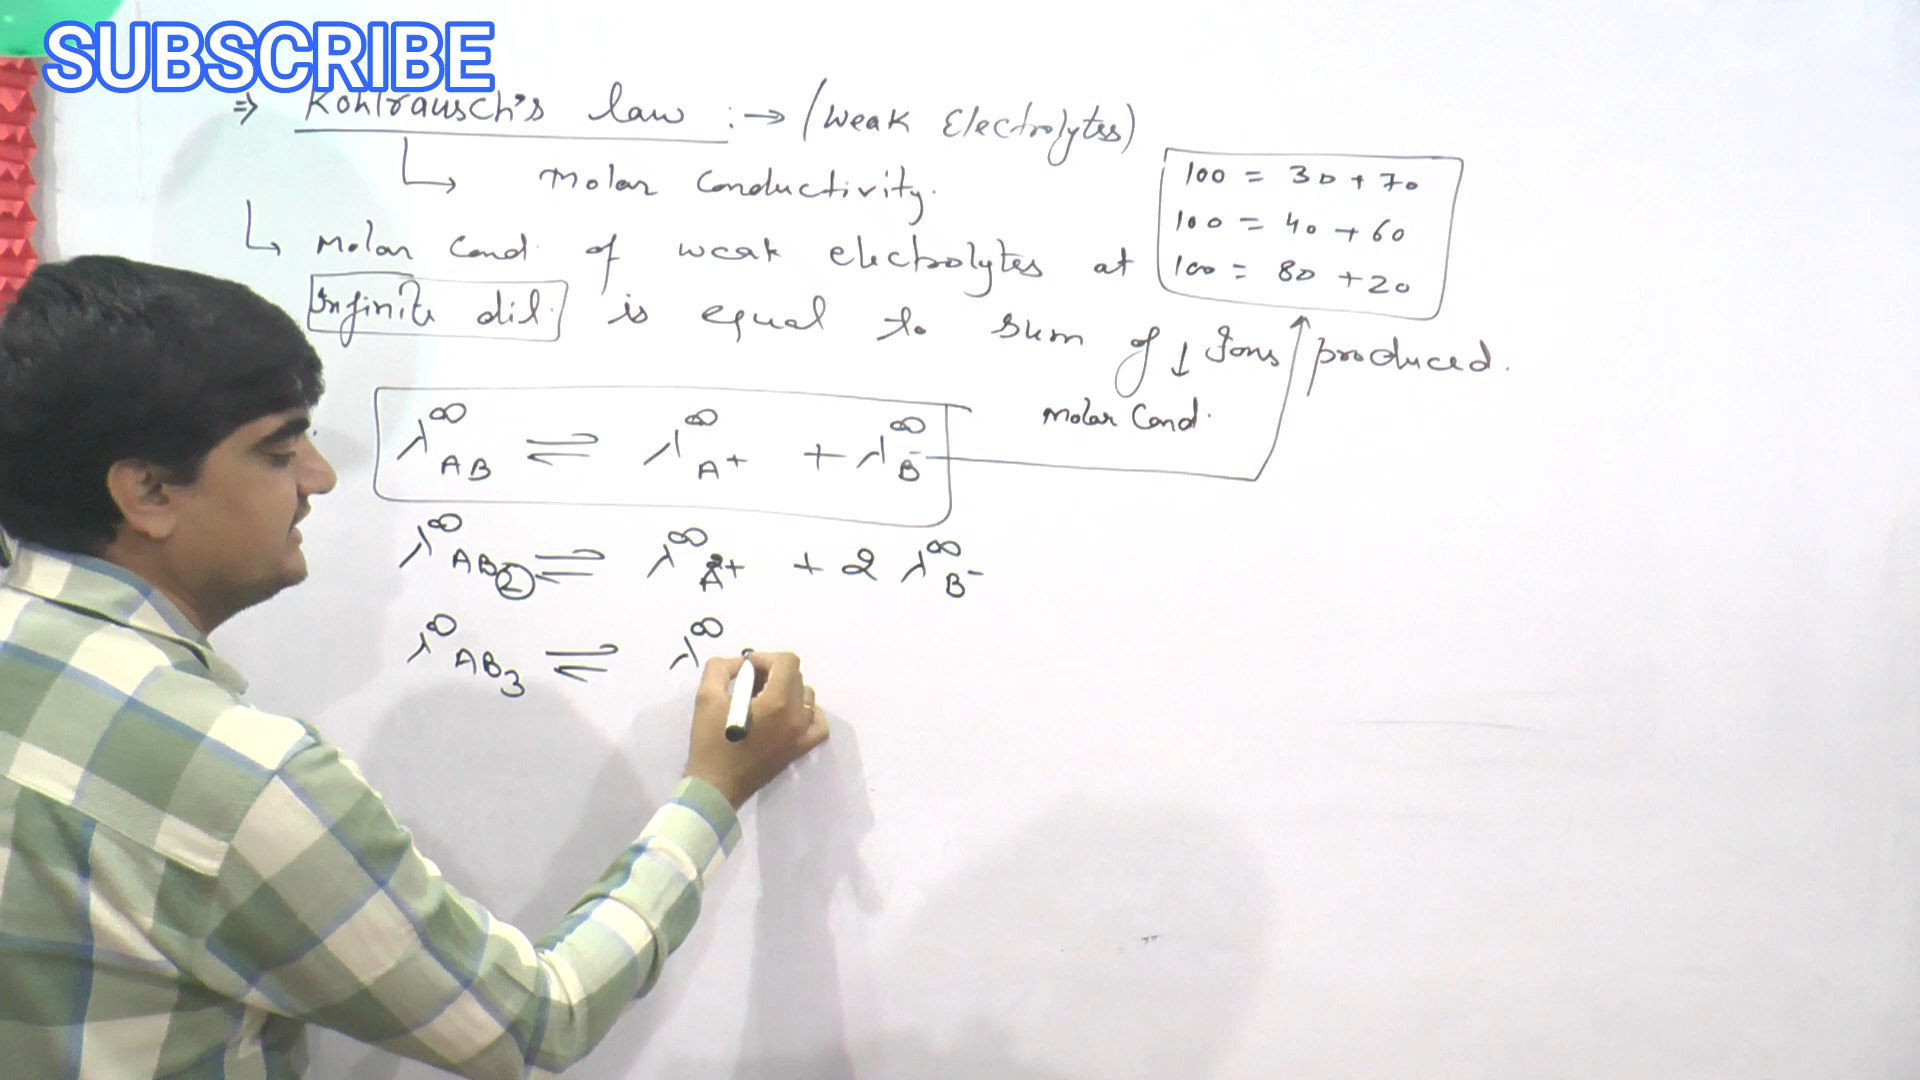 SUBSCRIBE
⇒ Kohlrausch's law :→ (Weak Electrolytes)
↳ Molar Conductivity.
↳ Molar Cond. of weak electrolytes at
Infinite dil. is equal to sum of ↓ Ions produced.
Molar Cond.
100 = 30 + 70
100 = 40 + 60
100 = 80 + 20
λ∞AB ⇌ λ∞A+ + λ∞B-
λ∞AB2 ⇌ λ∞A2+ + 2 λ∞B-
λ∞AB3 ⇌ λ∞